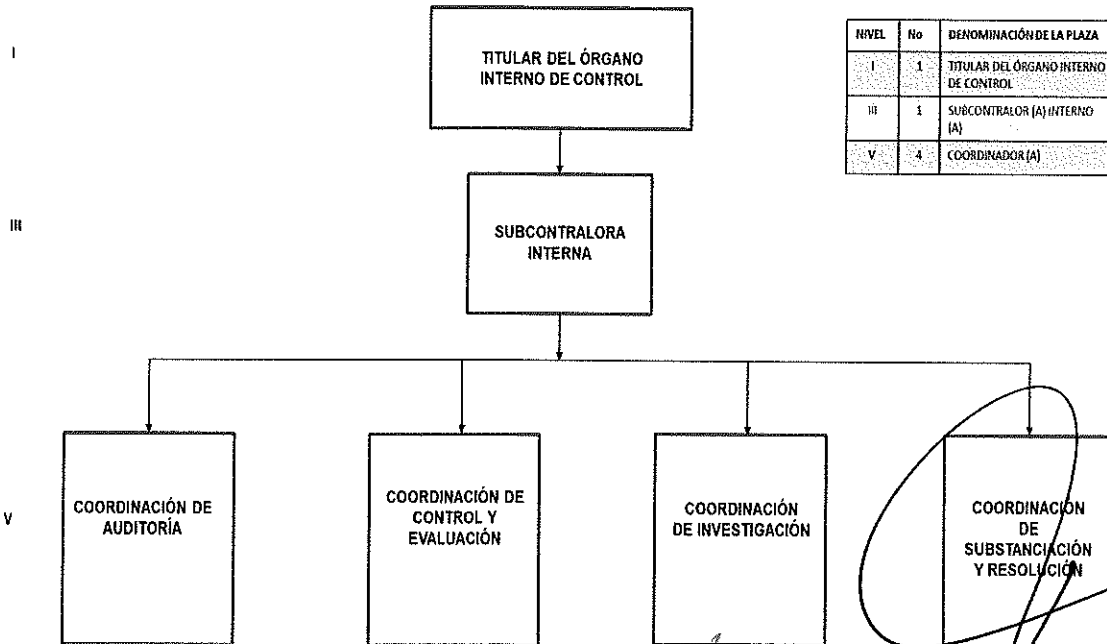 I
TITULAR DEL ÓRGANO
INTERNO DE CONTROL
NIVEL No DENOMINACIÓN DE LA PLAZA
I 1 TITULAR DEL ÓRGANO INTERNO
DE CONTROL
III 1 SUBCONTRALOR (A) INTERNO
(A)
V 4 COORDINADOR(A)
III
SUBCONTRALORA
INTERNA
V
COORDINACIÓN DE
AUDITORÍA
COORDINACIÓN DE
CONTROL Y
EVALUACIÓN
COORDINACIÓN
DE INVESTIGACIÓN
COORDINACIÓN
DE
SUBSTANCIACIÓN
Y RESOLUCIÓN